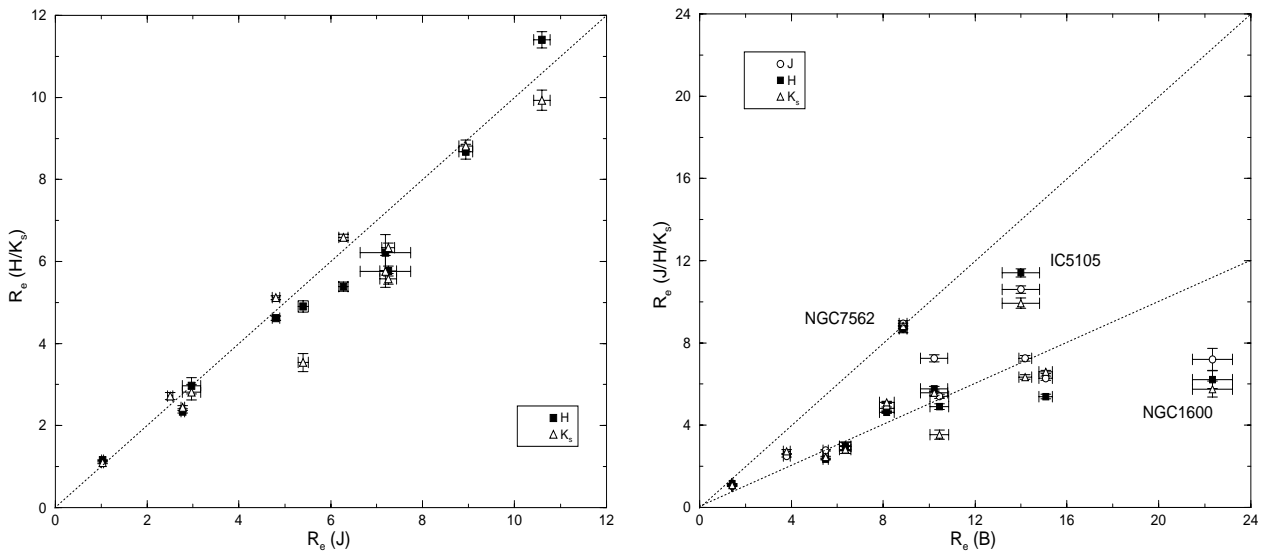 12
10
8
6
4
2
0
R_e (H/K_s)
H
K_s
0 2 4 6 8 10 12
R_e (J)
24
20
16
12
8
4
0
R_e (J/H/K_s)
J
H
K_s
IC5105
NGC7562
NGC1600
0 4 8 12 16 20 24
R_e (B)